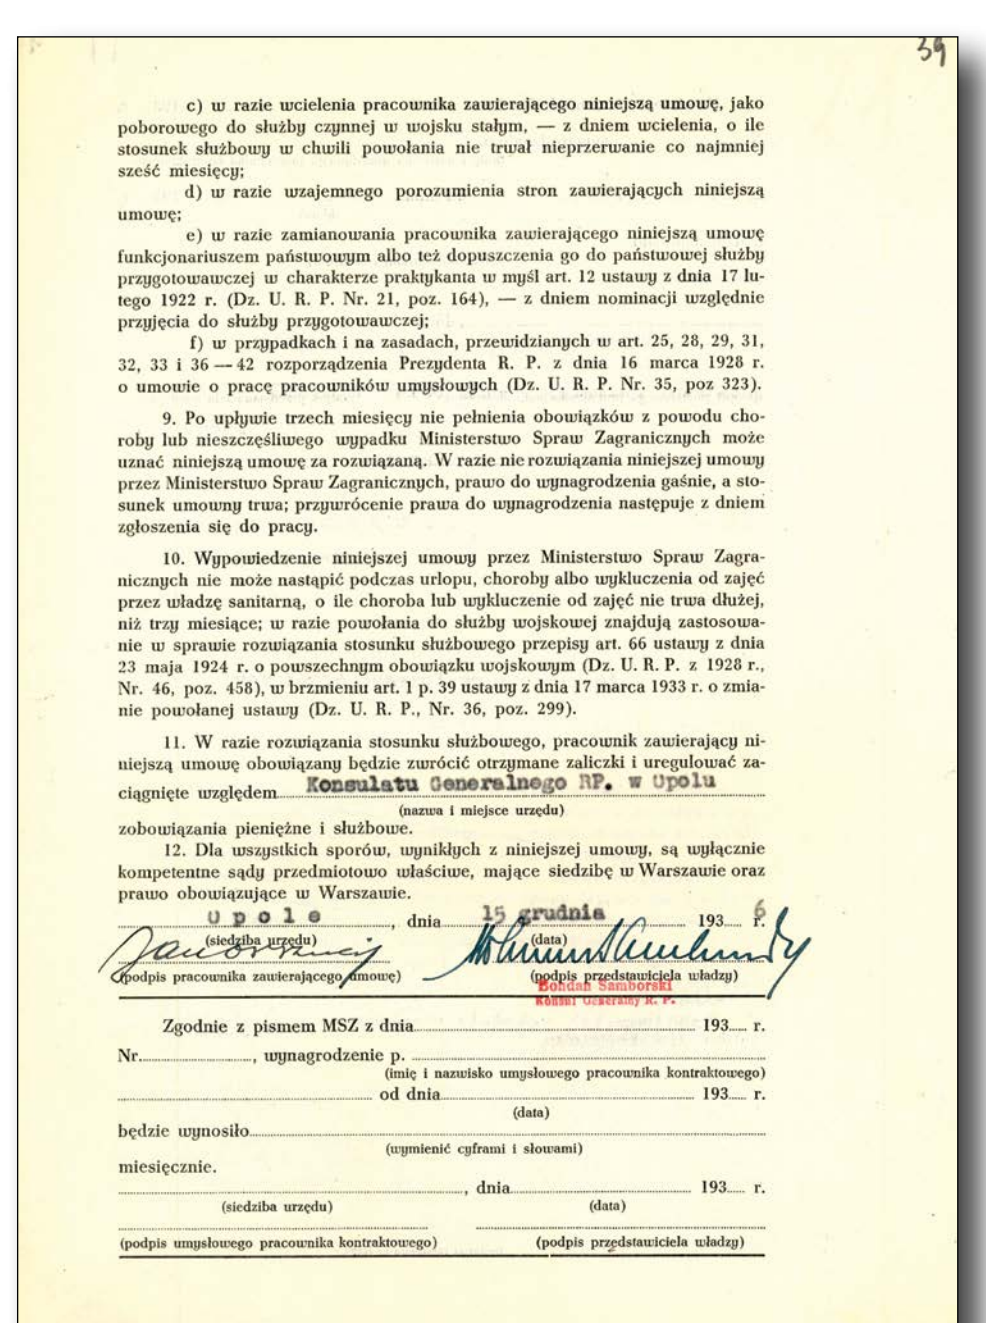 39
c) w razie wcielenia pracownika zawierającego niniejszą umowę, jako
poborowego do służby czynnej w wojsku stałym, — z dniem wcielenia, o ile
stosunek służbowy w chwili powołania nie trwał nieprzerwanie co najmniej
sześć miesięcy;
d) w razie wzajemnego porozumienia stron zawierających niniejszą
umowę;
e) w razie zamianowania pracownika zawierającego niniejszą umowę
funkcjonariuszem państwowym albo też dopuszczenia go do państwowej służby
przygotowawczej w charakterze praktykanta w myśl art. 12 ustawy z dnia 17 lu-
tego 1922 r. (Dz. U. R. P. Nr. 21, poz. 164), — z dniem nominacji względnie
przyjęcia do służby przygotowawczej;
f) w przypadkach i na zasadach, przewidzianych w art. 25, 28, 29, 31,
32, 33 i 36 — 42 rozporządzenia Prezydenta R. P. z dnia 16 marca 1928 r.
o umowie o pracę pracowników umysłowych (Dz. U. R. P. Nr. 35, poz 323).
9. Po upływie trzech miesięcy nie pełnienia obowiązków z powodu cho-
roby lub nieszczęśliwego wypadku Ministerstwo Spraw Zagranicznych może
uznać niniejszą umowę za rozwiązaną. W razie nie rozwiązania niniejszej umowy
przez Ministerstwo Spraw Zagranicznych, prawo do wynagrodzenia gaśnie, a sto-
sunek umowny trwa; przywrócenie prawa do wynagrodzenia następuje z dniem
zgłoszenia się do pracy.
10. Wypowiedzenie niniejszej umowy przez Ministerstwo Spraw Zagra-
nicznych nie może nastąpić podczas urlopu, choroby albo wykluczenia od zajęć
przez władzę sanitarną, o ile choroba lub wykluczenie od zajęć nie trwa dłużej,
niż trzy miesiące; w razie powołania do służby wojskowej znajdują zastosowa-
nie w sprawie rozwiązania stosunku służbowego przepisy art. 66 ustawy z dnia
23 maja 1924 r. o powszechnym obowiązku wojskowym (Dz. U. R. P. z 1928 r.,
Nr. 46, poz. 458), w brzmieniu art. 1 p. 39 ustawy z dnia 17 marca 1933 r. o zmia-
nie powołanej ustawy (Dz. U. R. P., Nr. 36, poz. 299).
11. W razie rozwiązania stosunku służbowego, pracownik zawierający ni-
niejszą umowę obowiązany będzie zwrócić otrzymane zaliczki i uregulować za-
ciągnięte względem Konsulatu Generalnego RP. w Opolu
(nazwa i miejsce urzędu)
zobowiązania pieniężne i służbowe.
12. Dla wszystkich sporów, wynikłych z niniejszej umowy, są wyłącznie
kompetentne sądy przedmiotowo właściwe, mające siedzibę w Warszawie oraz
prawo obowiązujące w Warszawie.
Opole, dnia 15 grudnia 1936 r.
(siedziba urzędu) (data)
(podpis pracownika zawierającego umowę) (podpis przedstawiciela władzy)
Bohdan Samborski
Konsul Generalny R. P.
Zgodnie z pismem MSZ z dnia 193 r.
Nr. , wynagrodzenie p.
(imię i nazwisko umysłowego pracownika kontraktowego)
od dnia 193 r.
(data)
będzie wynosiło
(wymienić cyframi i słowami)
miesięcznie.
, dnia 193 r.
(siedziba urzędu) (data)
(podpis umysłowego pracownika kontraktowego) (podpis przedstawiciela władzy)